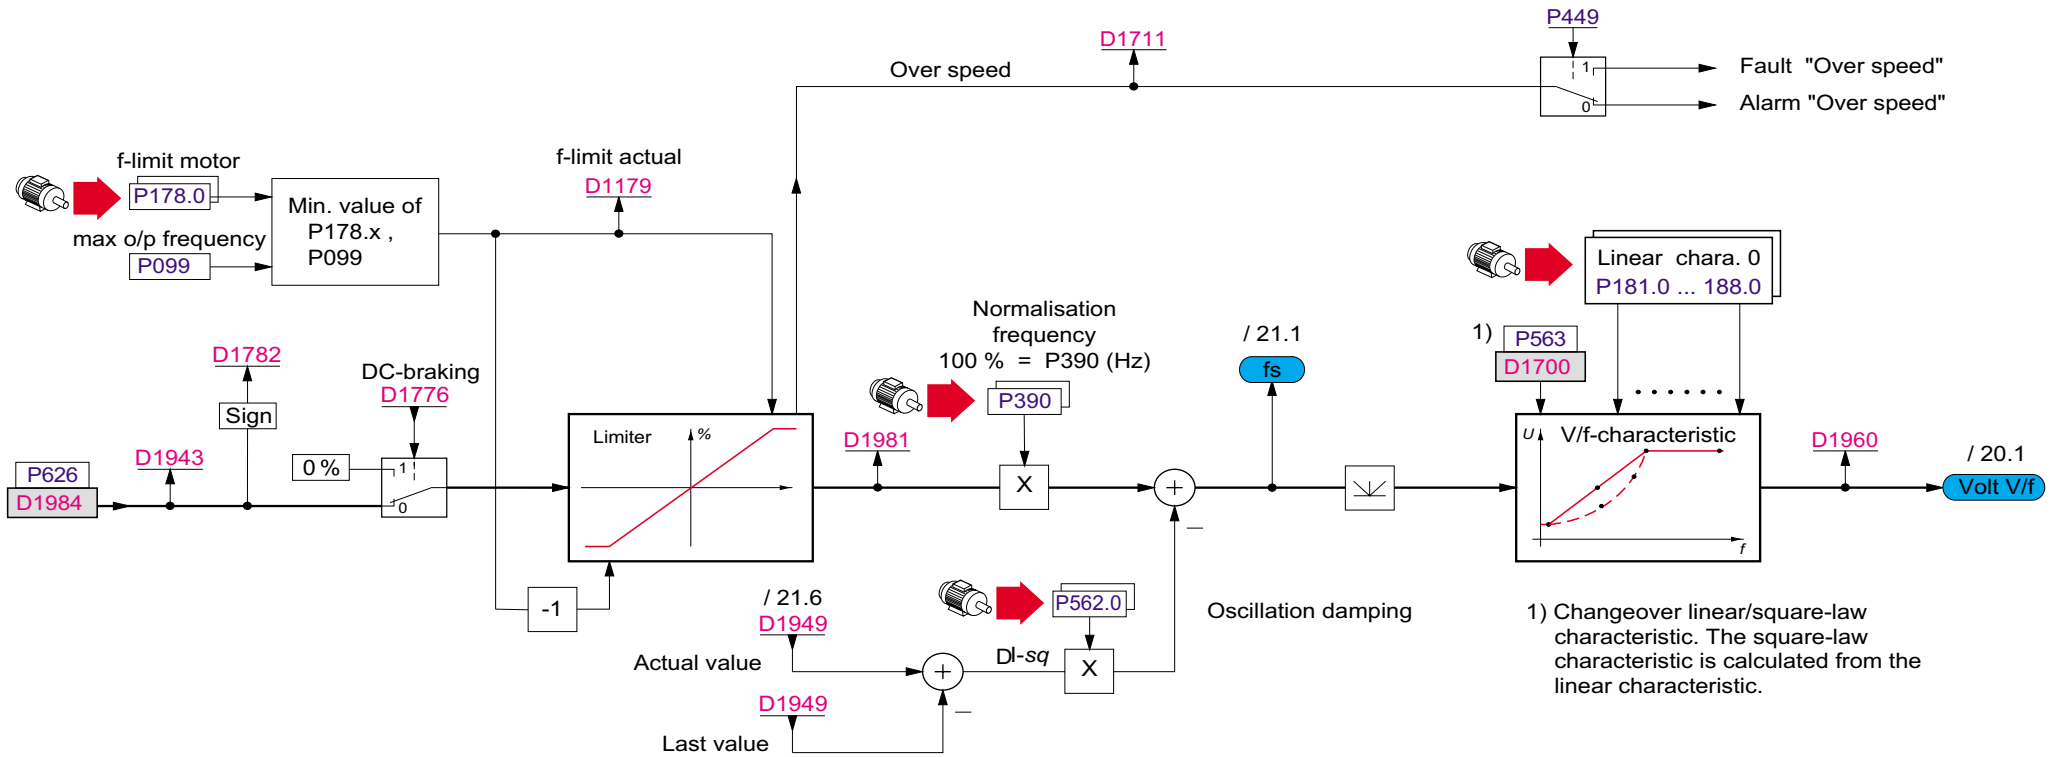 P449
D1711
Over speed
1
Fault "Over speed"
0
Alarm "Over speed"
f-limit motor
P178.0
max o/p frequency
P099
Min. value of
P178.x ,
P099
f-limit actual
D1179
Linear chara. 0
P181.0 ... 188.0
Normalisation
frequency
100 % = P390 (Hz)
P390
/ 21.1
fs
1)
P563
D1700
. . . . . .
D1782
Sign
DC-braking
D1776
0 %
1
0
P626
D1984
D1943
Limiter
%
D1981
X
+
–
U
V/f-characteristic
f
D1960
/ 20.1
Volt V/f
-1
/ 21.6
D1949
Actual value
+
–
DI-sq
P562.0
X
Oscillation damping
D1949
Last value
1) Changeover linear/square-law
characteristic. The square-law
characteristic is calculated from the
linear characteristic.